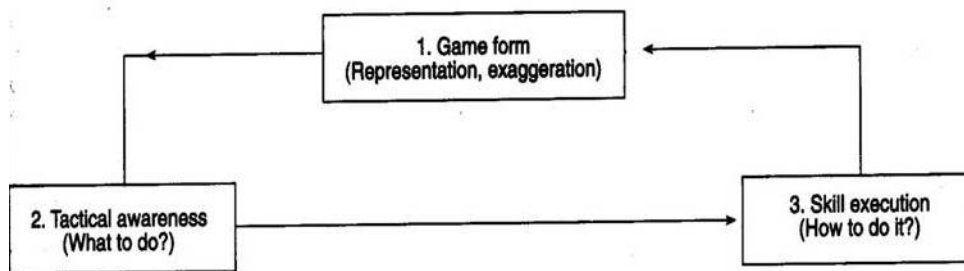 1. Game form
(Representation, exaggeration)
2. Tactical awareness
(What to do?)
3. Skill execution
(How to do it?)